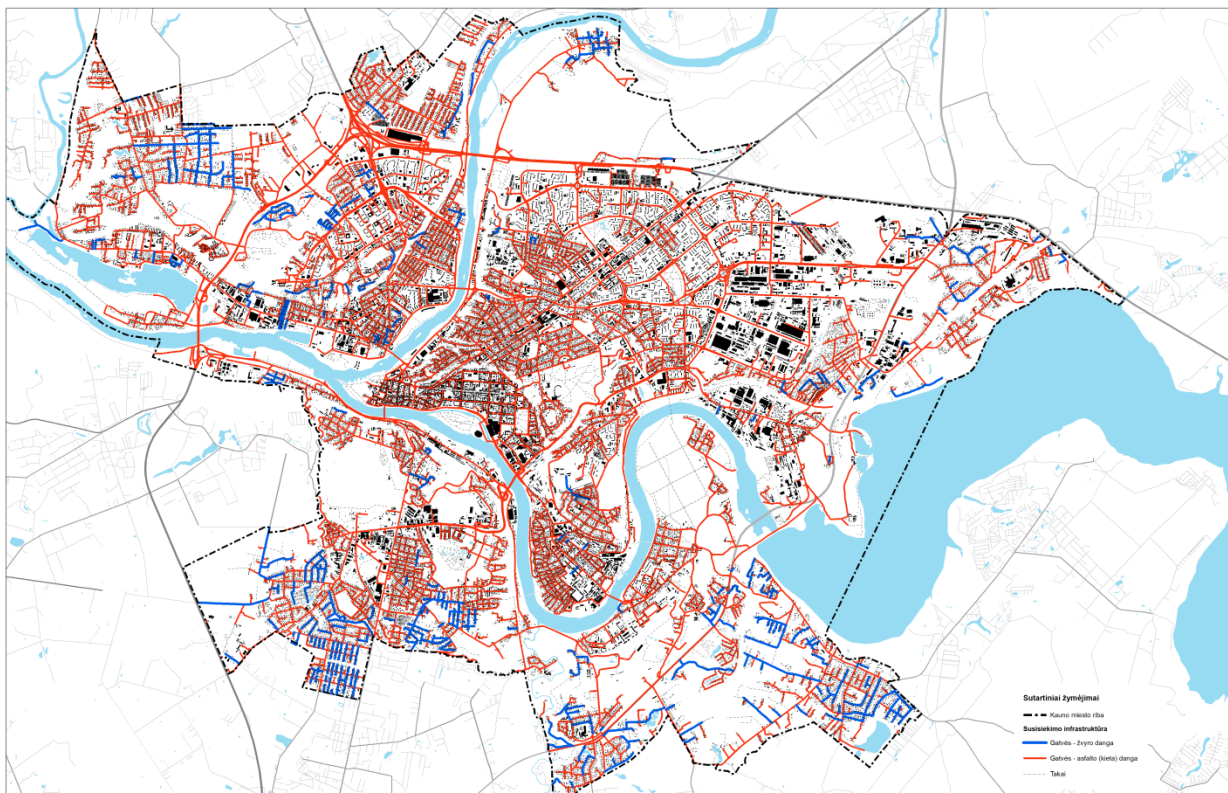 Sutartiniai žymėjimai
Kauno miesto riba
Susisiekimo infrastruktūra
Gatvės - žvyro danga
Gatvės - asfalto (kieta) danga
Takai